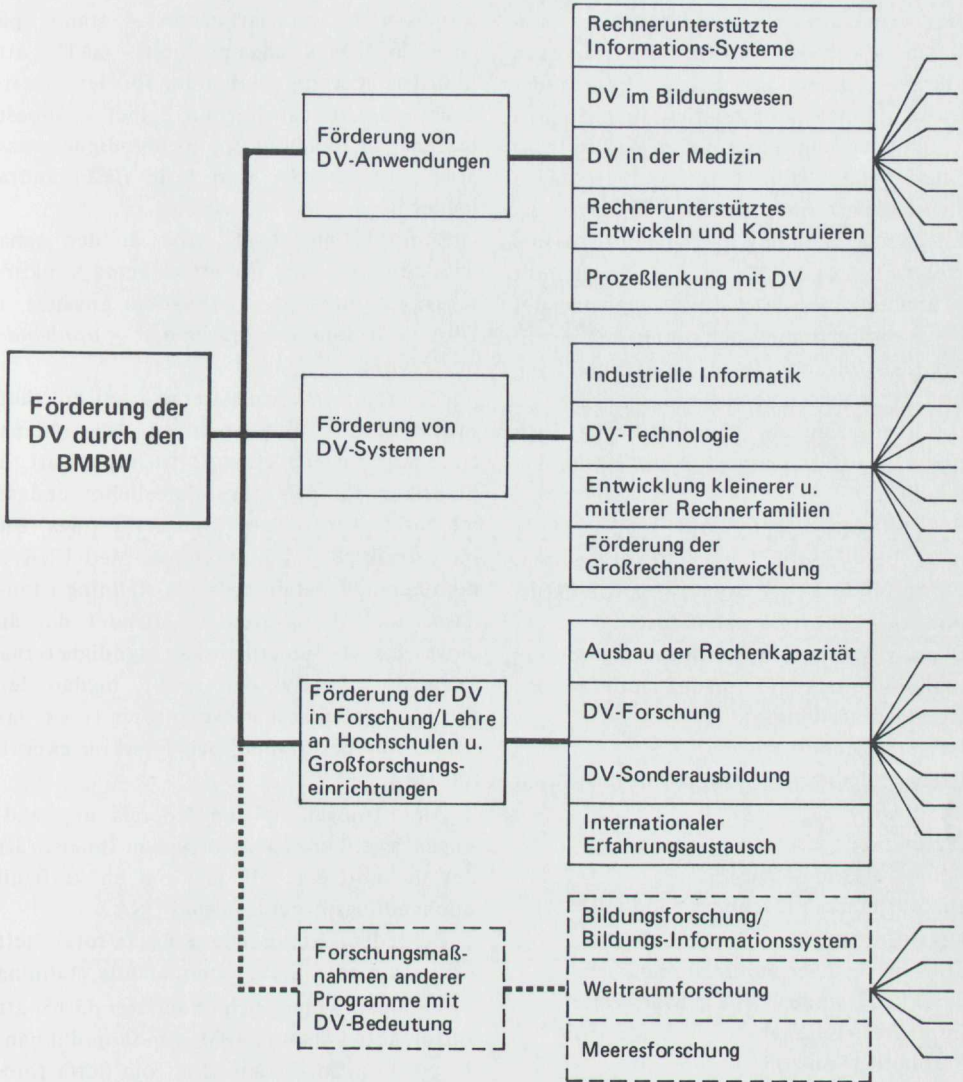 Förderung der
DV durch den
BMBW
Förderung von
DV-Anwendungen
Rechnerunterstützte
Informations-Systeme
DV im Bildungswesen
DV in der Medizin
Rechnerunterstütztes
Entwickeln und Konstruieren
Prozeßlenkung mit DV
Förderung von
DV-Systemen
Industrielle Informatik
DV-Technologie
Entwicklung kleinerer u.
mittlerer Rechnerfamilien
Förderung der
Großrechnerentwicklung
Förderung der DV
in Forschung/Lehre
an Hochschulen u.
Großforschungs-
einrichtungen
Ausbau der Rechenkapazität
DV-Forschung
DV-Sonderausbildung
Internationaler
Erfahrungsaustausch
Forschungsmaß-
nahmen anderer
Programme mit
DV-Bedeutung
Bildungsforschung/
Bildungs-Informationssystem
Weltraumforschung
Meeresforschung